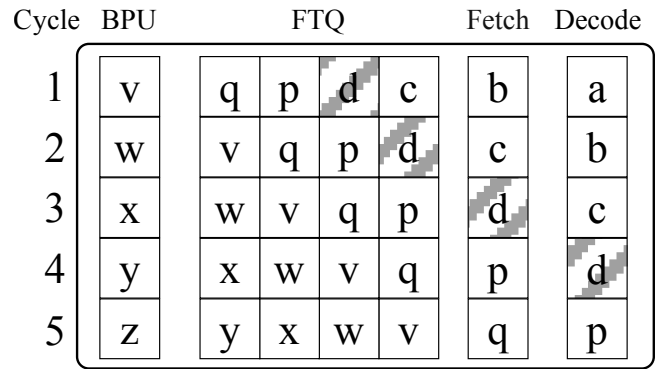 Cycle BPU FTQ Fetch Decode
1 v q p d c b a
2 w v q p d c b
3 x w v q p d c
4 y x w v q p d
5 z y x w v q p